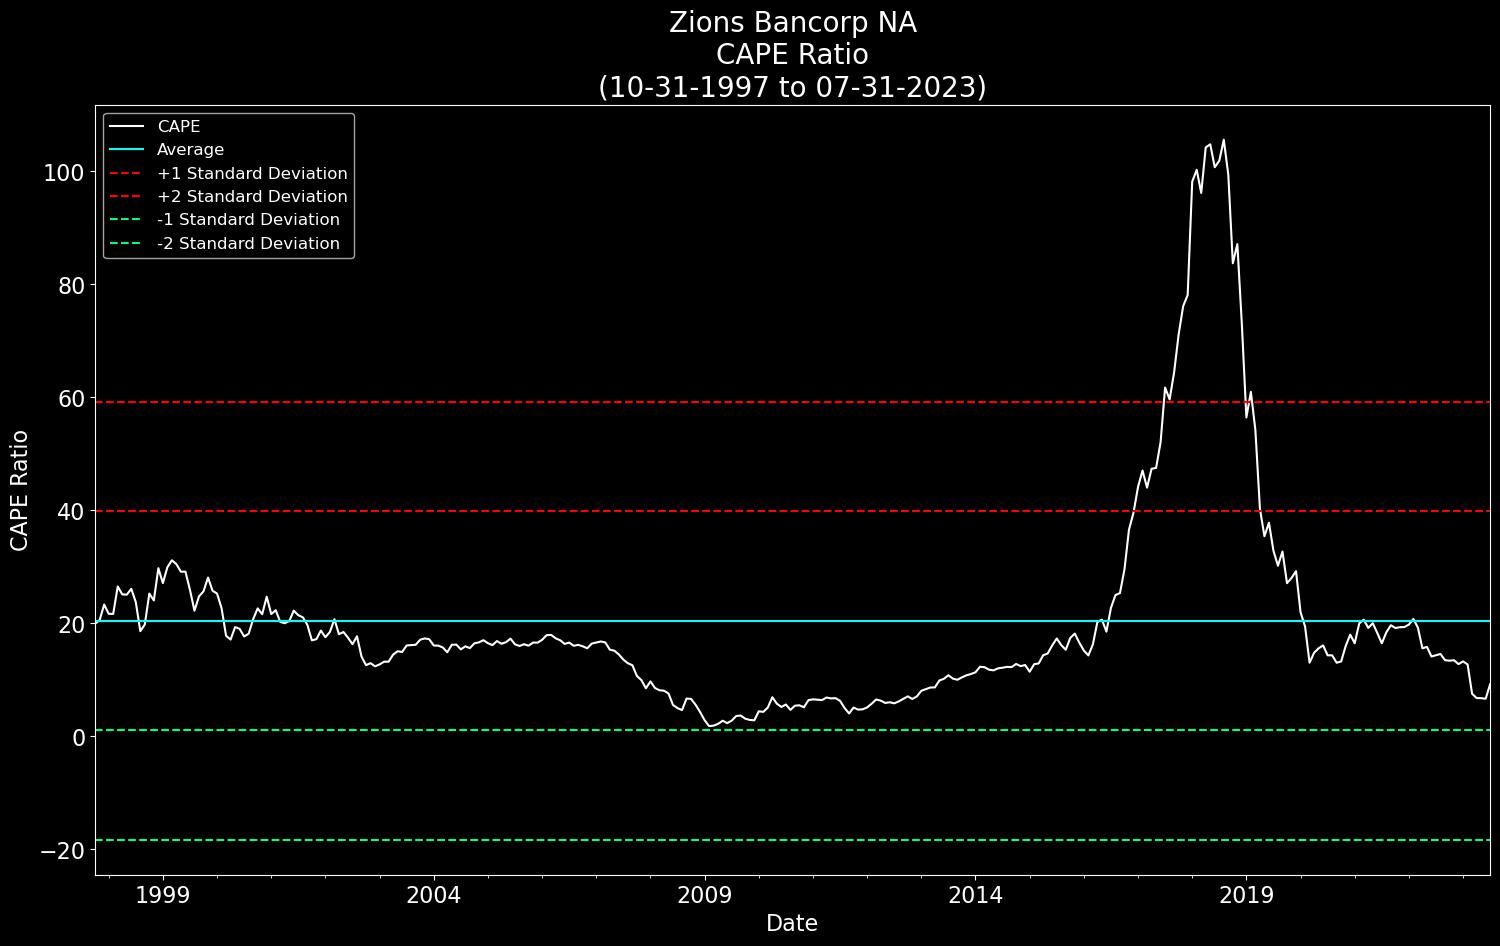 Zions Bancorp NA
CAPE Ratio
(10-31-1997 to 07-31-2023)
CAPE
Average
+1 Standard Deviation
+2 Standard Deviation
-1 Standard Deviation
-2 Standard Deviation
CAPE Ratio
100
80
60
40
20
0
−20
1999 2004 2009 2014 2019
Date